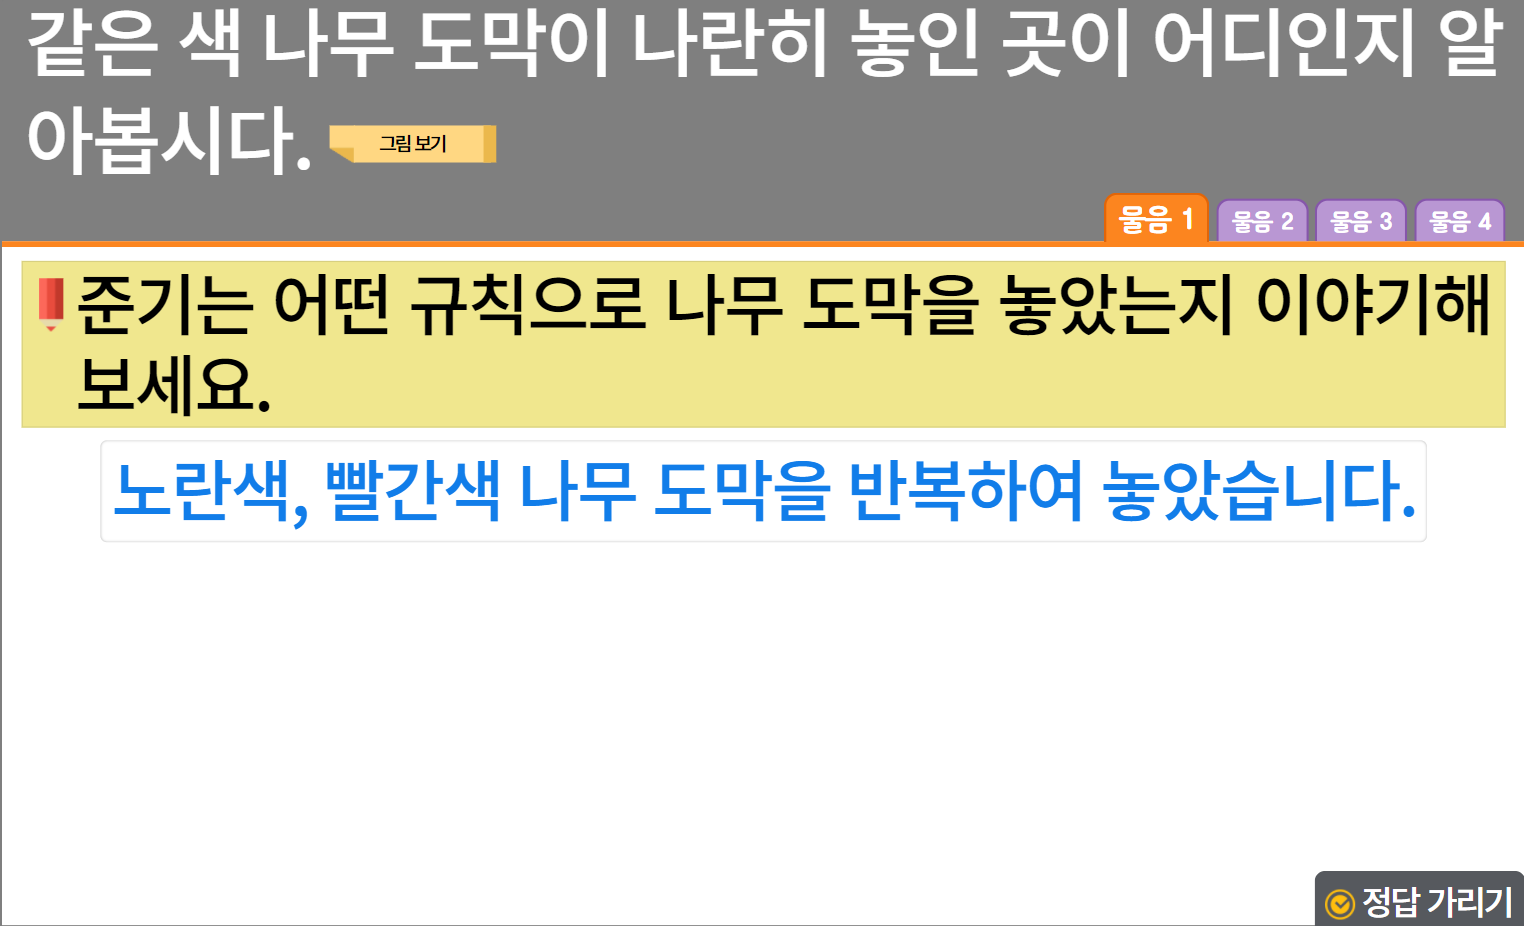 같은 색 나무 도막이 나란히 놓인 곳이 어디인지 알
아봅시다. 그림 보기
물음 1 물음 2 물음 3 물음 4
준기는 어떤 규칙으로 나무 도막을 놓았는지 이야기해
보세요.
노란색, 빨간색 나무 도막을 반복하여 놓았습니다.
정답 가리기